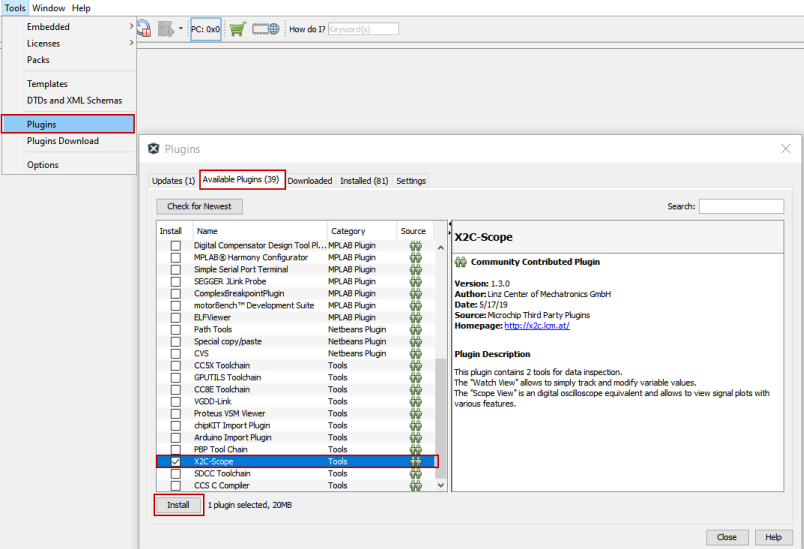 Tools Window Help
Embedded >
Licenses >
Packs
Templates
DTDs and XML Schemas
Plugins
Plugins Download
Options
PC: 0x0
How do I? Keyword(s)
Plugins
Updates (1) Available Plugins (39) Downloaded Installed (81) Settings
Check for Newest
Search:
Install Name Category Source
Digital Compensator Design Tool Pl... MPLAB Plugin
MPLAB® Harmony Configurator MPLAB Plugin
Simple Serial Port Terminal MPLAB Plugin
SEGGER JLink Probe MPLAB Plugin
ComplexBreakpointPlugin MPLAB Plugin
motorBench™ Development Suite MPLAB Plugin
ELFViewer MPLAB Plugin
Path Tools Netbeans Plugin
Special copy/paste Netbeans Plugin
CVS Netbeans Plugin
CC5X Toolchain Tools
GPUTILS Toolchain Tools
CC8E Toolchain Tools
VGDD-Link Tools
Proteus VSM Viewer Tools
chipKIT Import Plugin Tools
Arduino Import Plugin Tools
PBP Tool Chain Tools
X2C-Scope Tools
SDCC Toolchain Tools
CCS C Compiler Tools
X2C-Scope
Community Contributed Plugin
Version: 1.3.0
Author: Linz Center of Mechatronics GmbH
Date: 5/17/19
Source: Microchip Third Party Plugins
Homepage: http://x2c.lcm.at/
Plugin Description
This plugin contains 2 tools for data inspection.
The "Watch View" allows to simply track and modify variable values.
The "Scope View" is an digital oscilloscope equivalent and allows to view signal plots with
various features.
Install 1 plugin selected, 20MB
Close Help